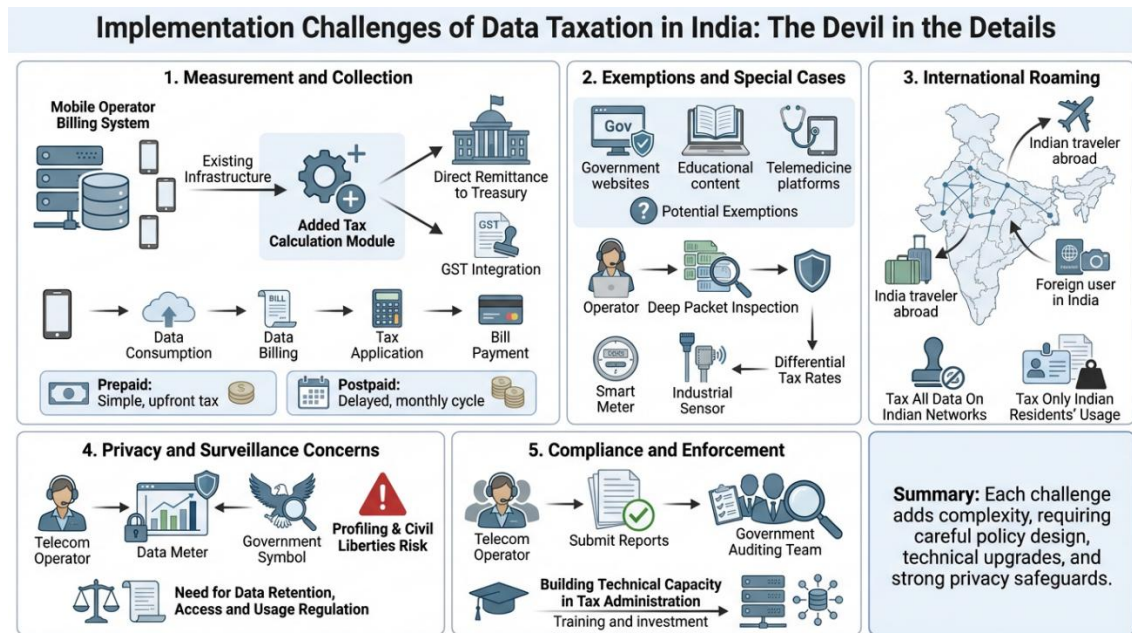 Implementation Challenges of Data Taxation in India: The Devil in the Details
1. Measurement and Collection
Mobile Operator
Billing System
Existing
Infrastructure
Added Tax
Calculation Module
Direct Remittance
to Treasury
GST
GST Integration
Data
Consumption
BILL
Data
Billing
Tax
Application
Bill
Payment
Prepaid:
Simple, upfront tax
Postpaid:
Delayed, monthly cycle
2. Exemptions and Special Cases
Gov
Government
websites
Educational
content
Telemedicine
platforms
? Potential Exemptions
Operator
Deep Packet Inspection
Differential
Tax Rates
Smart
Meter
Industrial
Sensor
3. International Roaming
Indian traveler
abroad
India traveler
abroad
Foreign user
in India
Tax All Data On
Indian Networks
Tax Only Indian
Residents' Usage
4. Privacy and Surveillance Concerns
Telecom
Operator
Data Meter
Government
Symbol
Profiling & Civil
Liberties Risk
Need for Data Retention,
Access and Usage Regulation
5. Compliance and Enforcement
Telecom
Operator
Submit Reports
Government
Auditing Team
Building Technical Capacity
in Tax Administration
Training and investment
Summary: Each challenge
adds complexity, requiring
careful policy design,
technical upgrades, and
strong privacy safeguards.